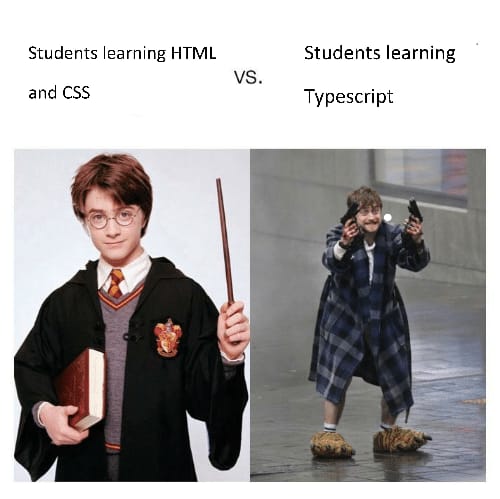 Students learning HTML
and CSS
vs.
Students learning
Typescript